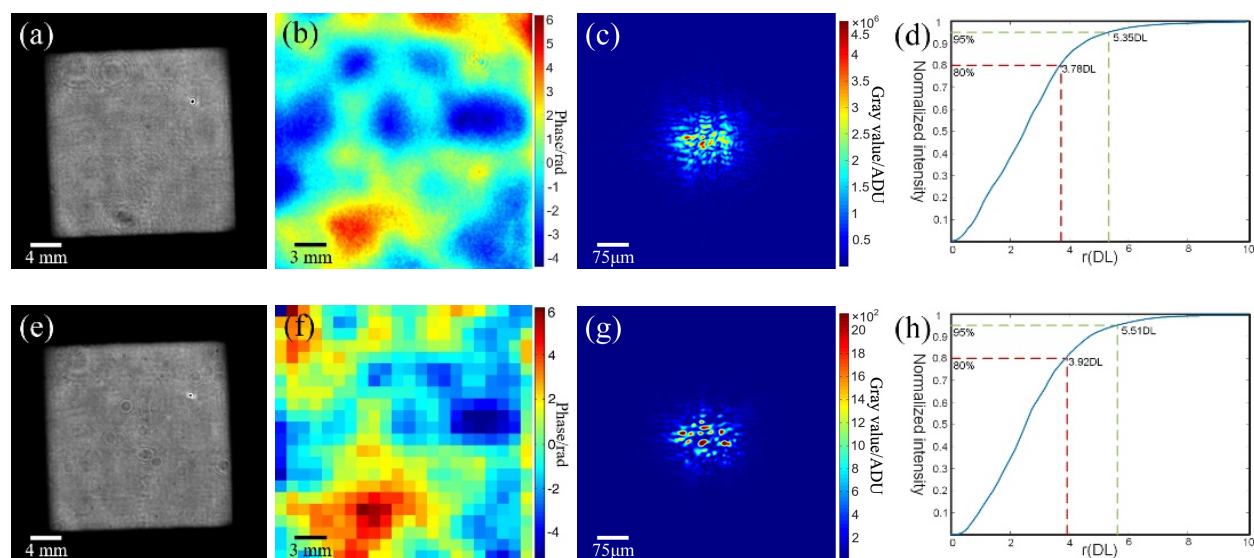 (a)
4 mm
(b)
3 mm
6
5
4
3
2
1
0
-1
-2
-3
-4
Phase/rad
(c)
75μm
×10⁶
4.5
4
3.5
3
2.5
2
1.5
1
0.5
Gray value/ADU
(d)
Normalized intensity
1
95%
0.9
0.8
80%
0.7
0.6
0.5
0.4
0.3
0.2
0.1
5.35DL
3.78DL
0 2 4 6 8 10
r(DL)
(e)
4 mm
(f)
3 mm
6
4
2
0
-2
-4
Phase/rad
(g)
75μm
×10²
20
18
16
14
12
10
8
6
4
2
Gray value/ADU
(h)
Normalized intensity
1
95%
0.9
0.8
80%
0.7
0.6
0.5
0.4
0.3
0.2
0.1
5.51DL
3.92DL
0 2 4 6 8 10
r(DL)